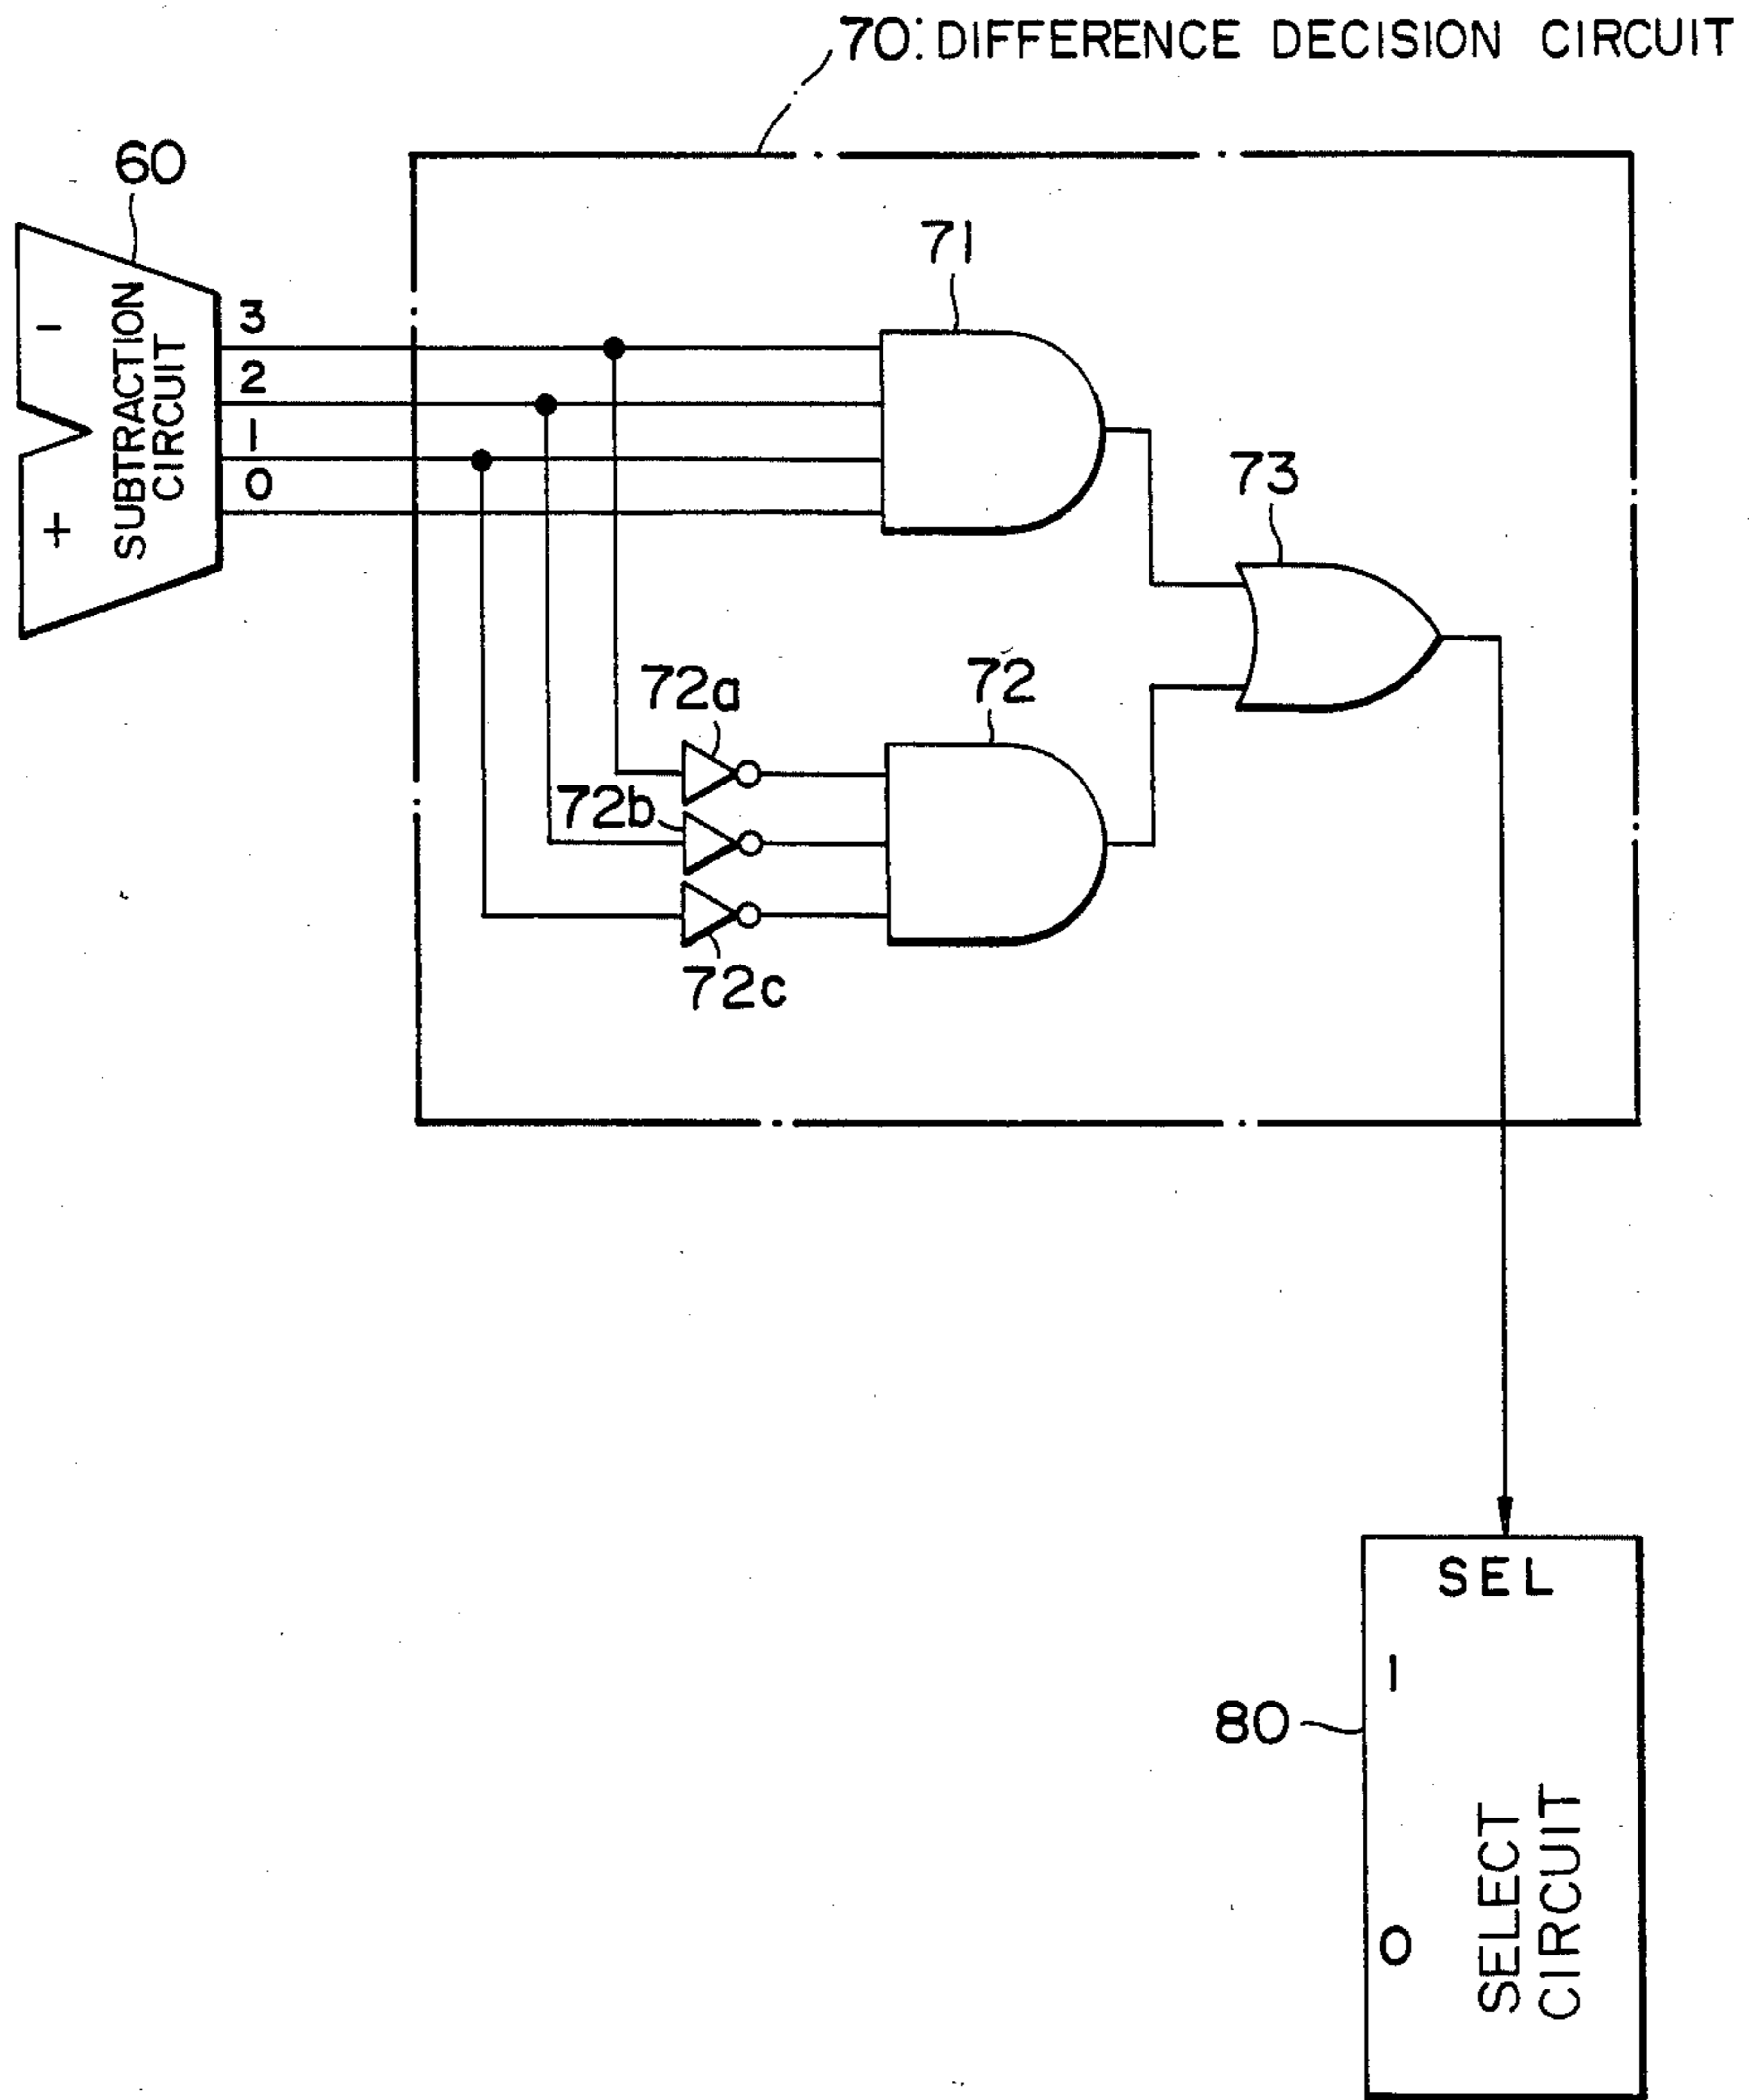 70: DIFFERENCE DECISION CIRCUIT
60
71
3
2
1
0
−
+
SUBTRACTION
CIRCUIT
73
72a
72
72b
72c
SEL
1
80
0
SELECT
CIRCUIT